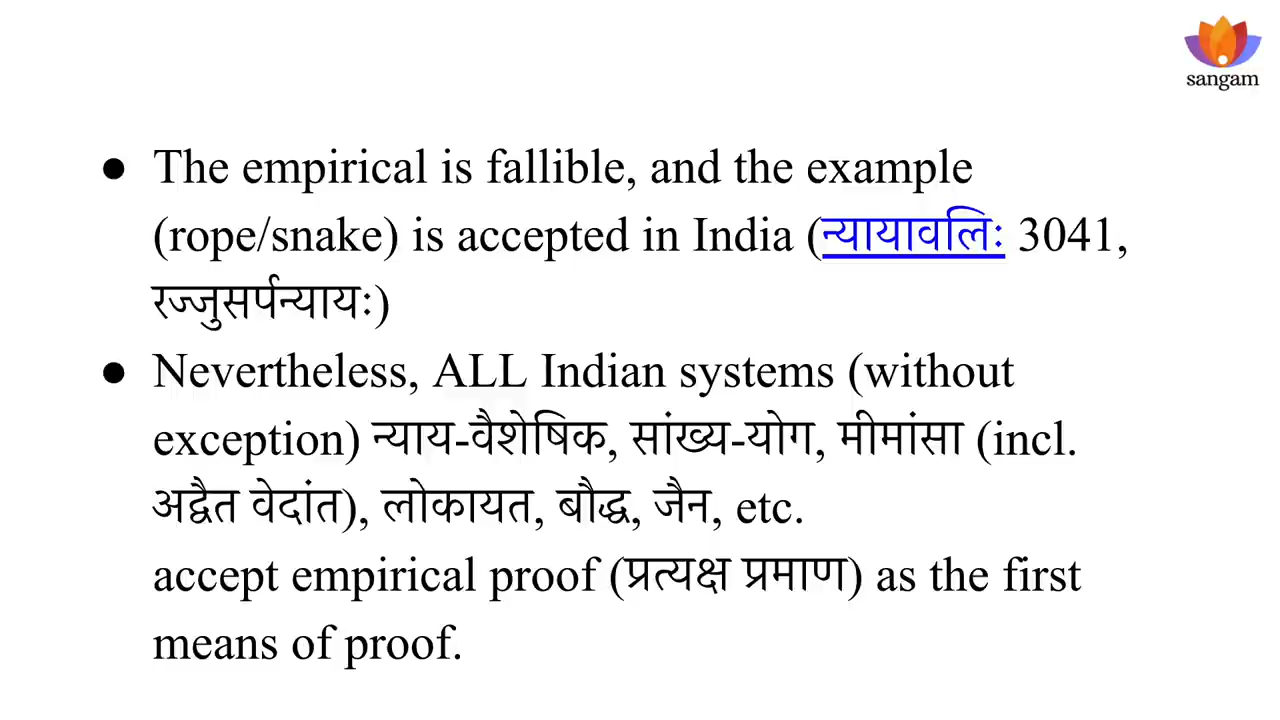 sangam
● The empirical is fallible, and the example
(rope/snake) is accepted in India (न्यायावलिः 3041,
रज्जुसर्पन्यायः)
● Nevertheless, ALL Indian systems (without
exception) न्याय-वैशेषिक, सांख्य-योग, मीमांसा (incl.
अद्वैत वेदांत), लोकायत, बौद्ध, जैन, etc.
accept empirical proof (प्रत्यक्ष प्रमाण) as the first
means of proof.